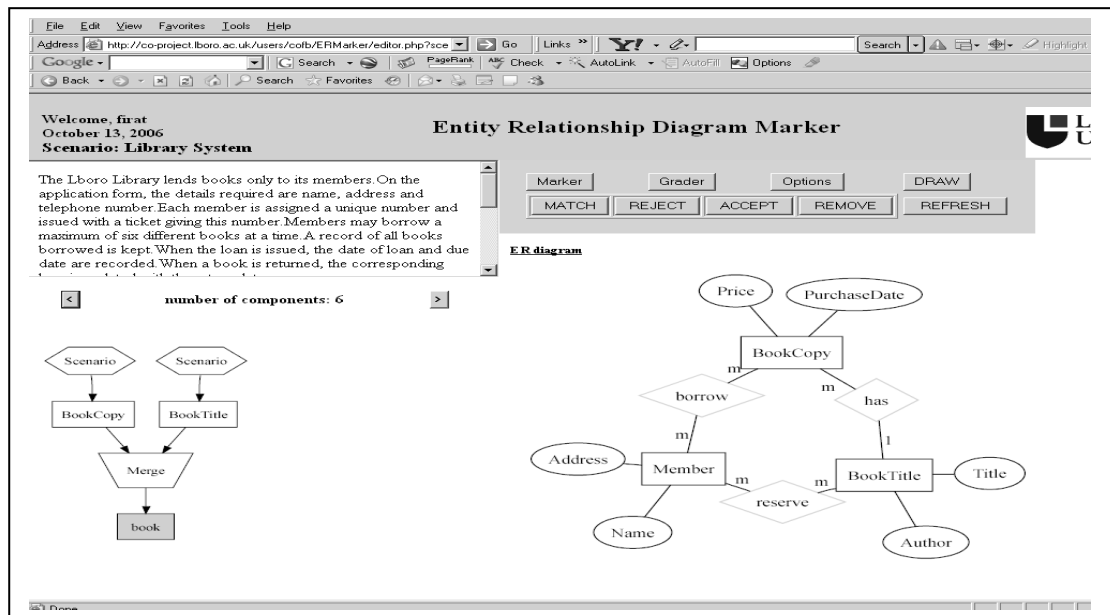 File Edit View Favorites Tools Help
Address http://co-project.lboro.ac.uk/users/cofb/ERMarker/editor.php?sce Go Links » Y! Search Highlight
Google Search PageRank ABC Check AutoLink AutoFill Options
Back Search Favorites
Welcome, firat
October 13, 2006
Scenario: Library System
Entity Relationship Diagram Marker
L
U
The Lboro Library lends books only to its members.On the
application form, the details required are name, address and
telephone number.Each member is assigned a unique number and
issued with a ticket giving this number.Members may borrow a
maximum of six different books at a time.A record of all books
borrowed is kept.When the loan is issued, the date of loan and due
date are recorded.When a book is returned, the corresponding
Marker Grader Options DRAW
MATCH REJECT ACCEPT REMOVE REFRESH
ER diagram
< number of components: 6 >
Scenario Scenario
BookCopy BookTitle
Merge
book
Price PurchaseDate
BookCopy
m m
borrow has
m 1
Address Member m m BookTitle Title
reserve
Name Author
Done